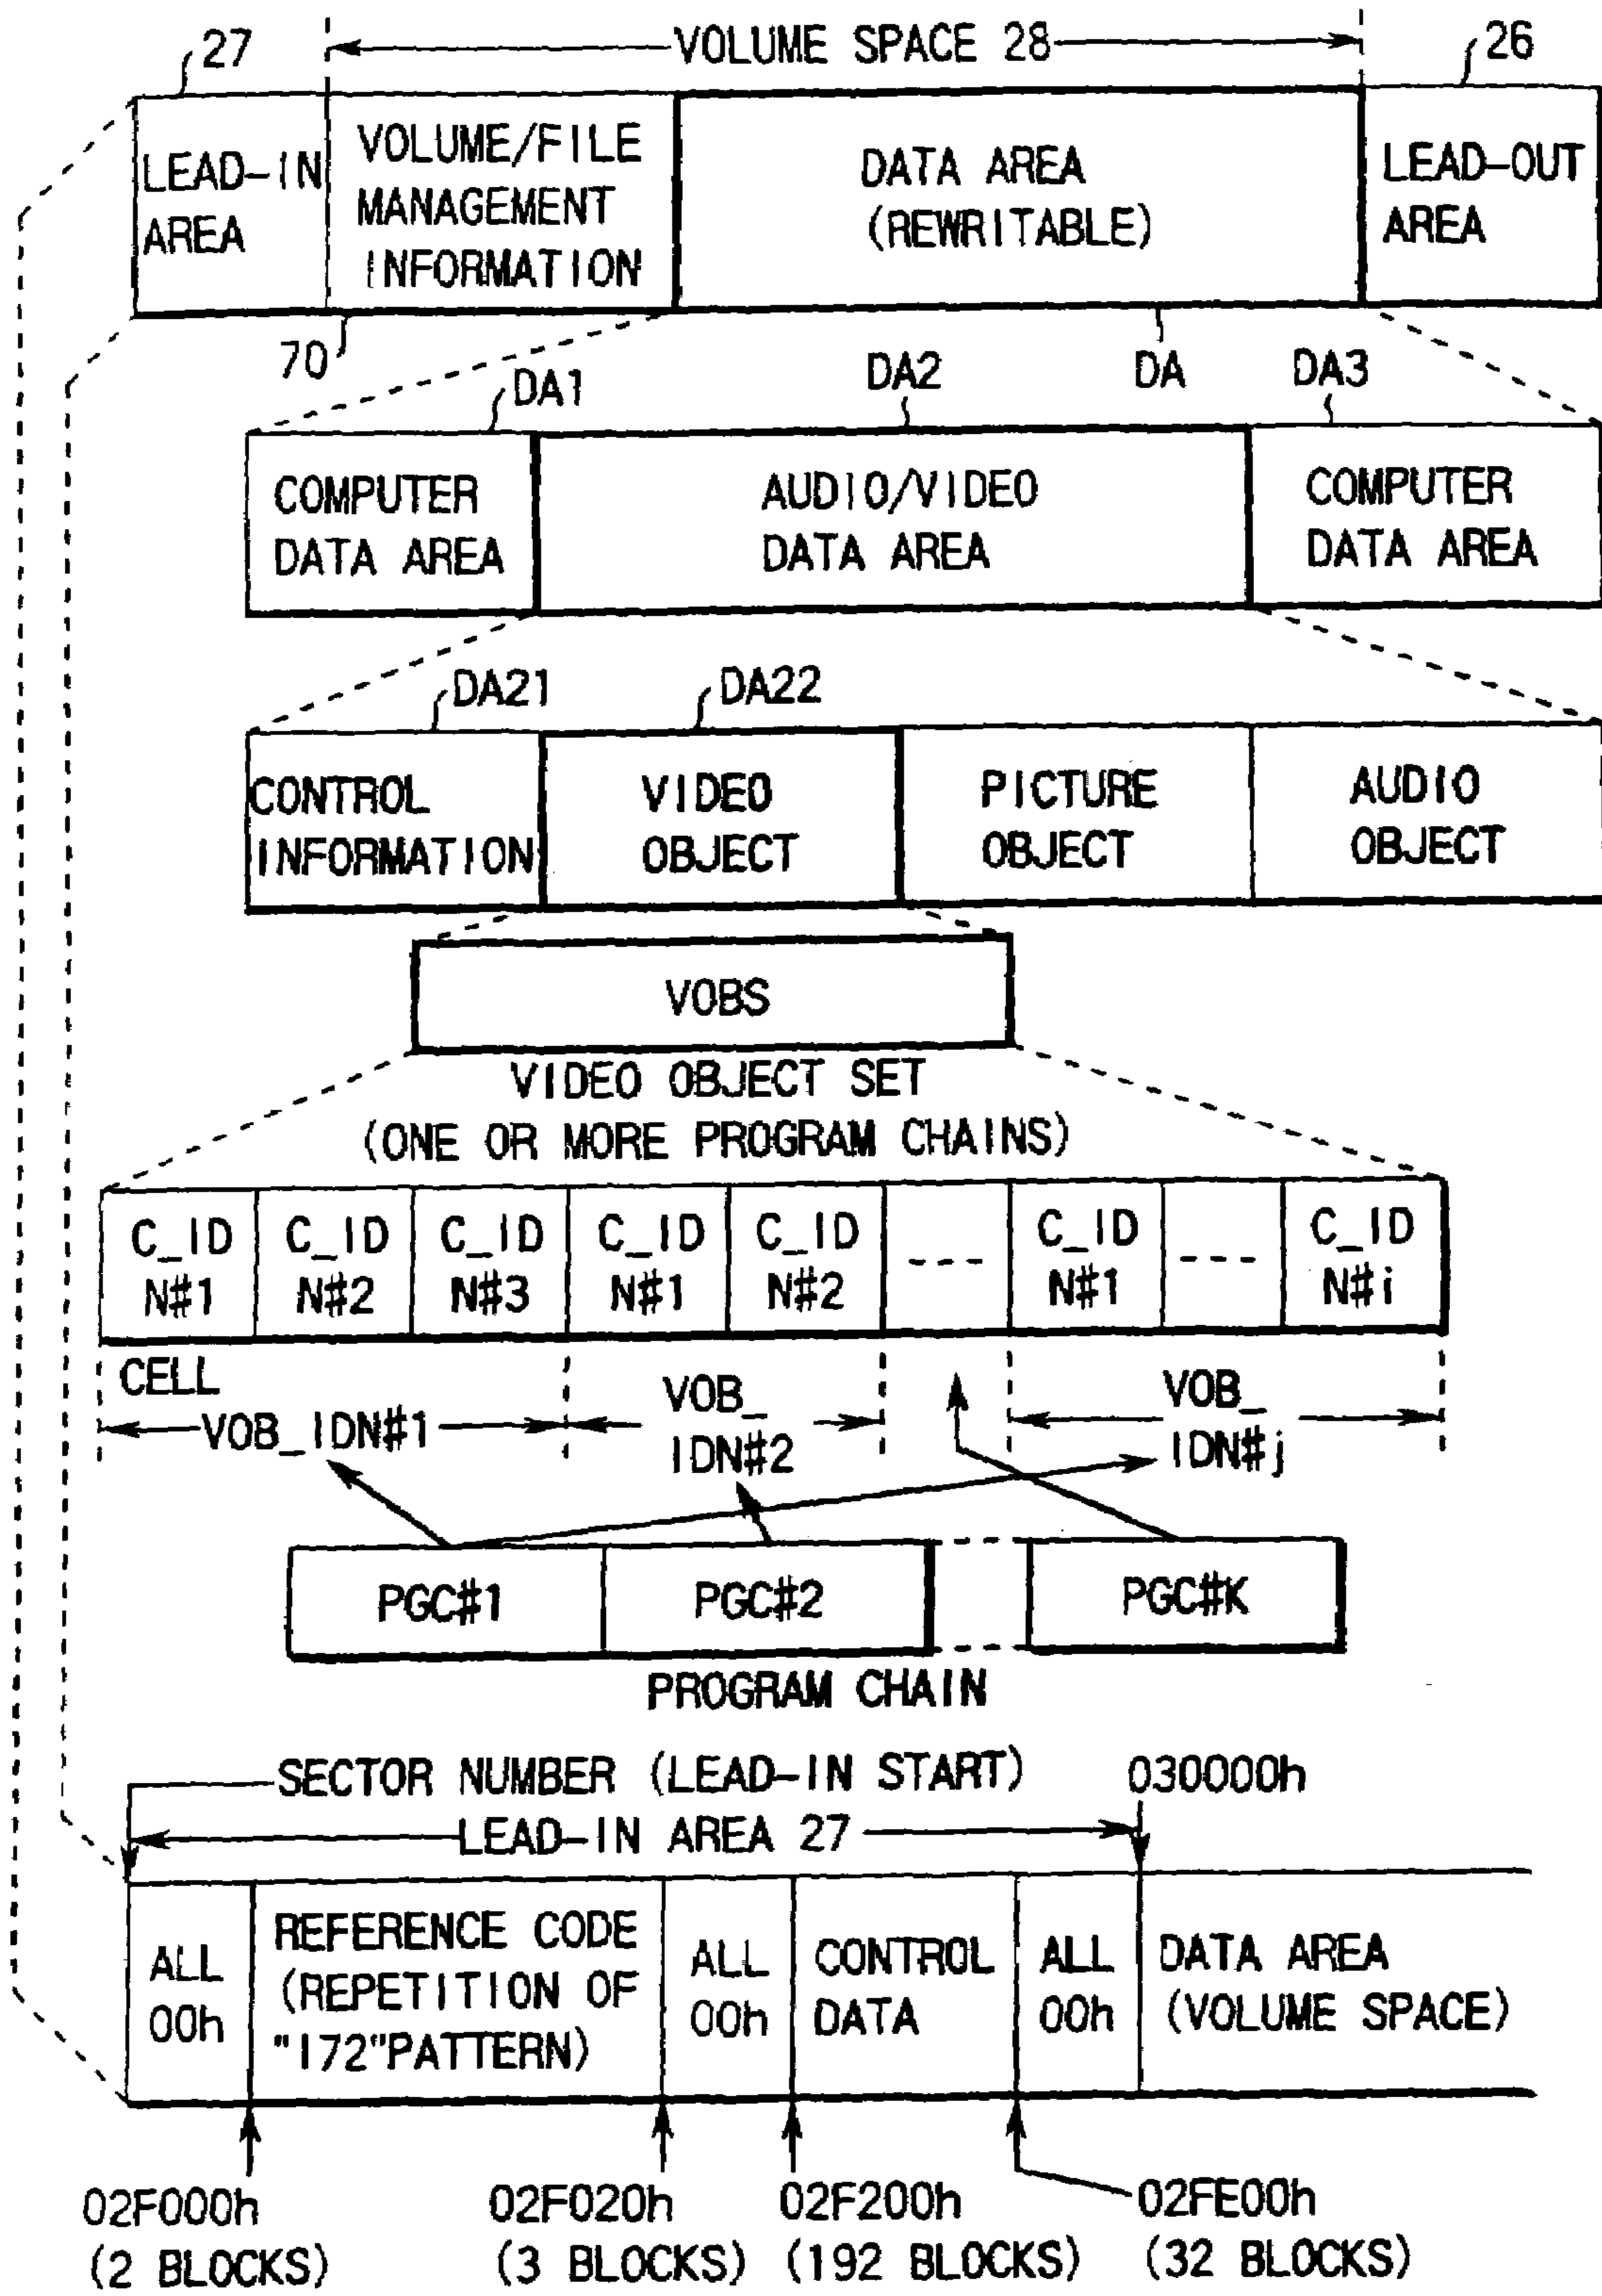 27
VOLUME SPACE 28
26
LEAD-IN
AREA
VOLUME/FILE
MANAGEMENT
INFORMATION
DATA AREA
(REWRITABLE)
LEAD-OUT
AREA
70
DA1
DA2
DA
DA3
COMPUTER
DATA AREA
AUDIO/VIDEO
DATA AREA
COMPUTER
DATA AREA
DA21
DA22
CONTROL
INFORMATION
VIDEO
OBJECT
PICTURE
OBJECT
AUDIO
OBJECT
VOBS
VIDEO OBJECT SET
(ONE OR MORE PROGRAM CHAINS)
C_ID
N#1
C_ID
N#2
C_ID
N#3
C_ID
N#1
C_ID
N#2
----
C_ID
N#1
----
C_ID
N#i
CELL
VOB_IDN#1
VOB_
IDN#2
VOB_
IDN#j
PGC#1
PGC#2
PGC#K
PROGRAM CHAIN
SECTOR NUMBER (LEAD-IN START)
030000h
LEAD-IN AREA 27
ALL
00h
REFERENCE CODE
(REPETITION OF
"172"PATTERN)
ALL
00h
CONTROL
DATA
ALL
00h
DATA AREA
(VOLUME SPACE)
02F000h
(2 BLOCKS)
02F020h
(3 BLOCKS)
02F200h
(192 BLOCKS)
02FE00h
(32 BLOCKS)